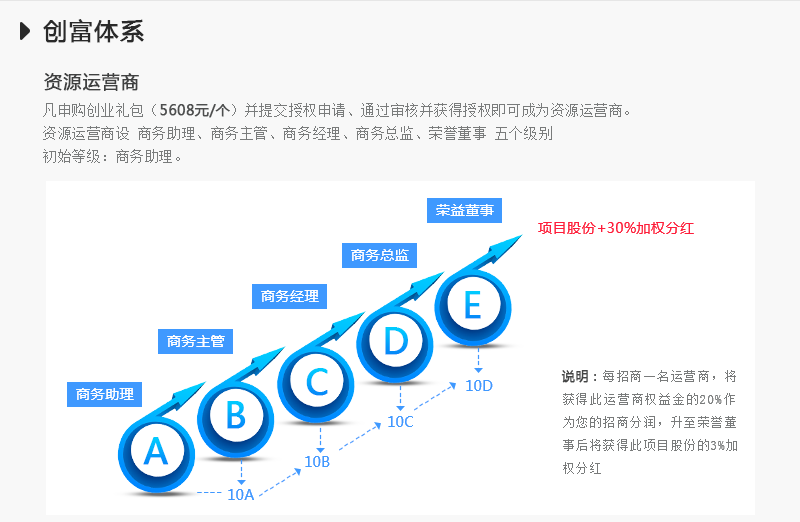 创富体系
资源运营商
凡申购创业礼包（5608元/个）并提交授权申请、通过审核并获得授权即可成为资源运营商。
资源运营商设 商务助理、商务主管、商务经理、商务总监、荣誉董事 五个级别
初始等级：商务助理。
荣益董事
项目股份+30%加权分红
商务总监
商务经理
商务主管
商务助理
E
D
C
B
A
10D
10C
10B
10A
说明：每招商一名运营商，将
获得此运营商权益金的20%作
为您的招商分润，升至荣誉董
事后将获得此项目股份的3%加
权分红